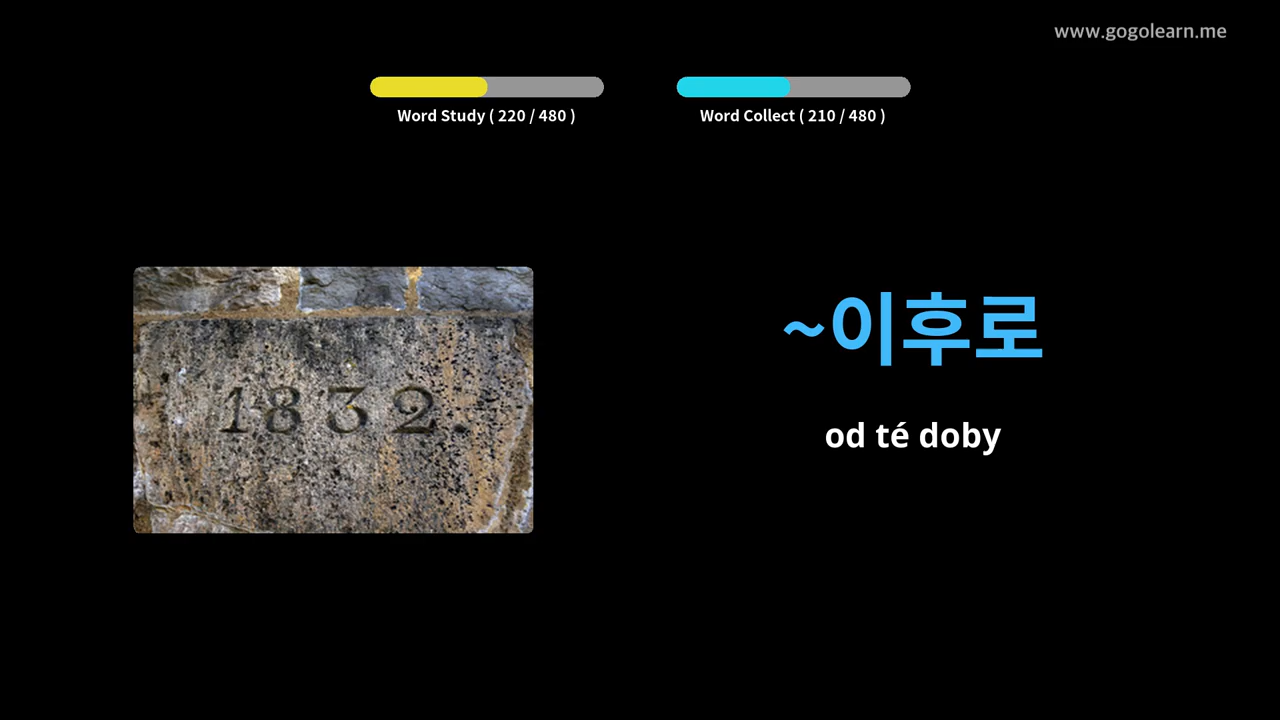 www.gogolearn.me
Word Study ( 220 / 480 )
Word Collect ( 210 / 480 )
~이후로
1832.
od té doby